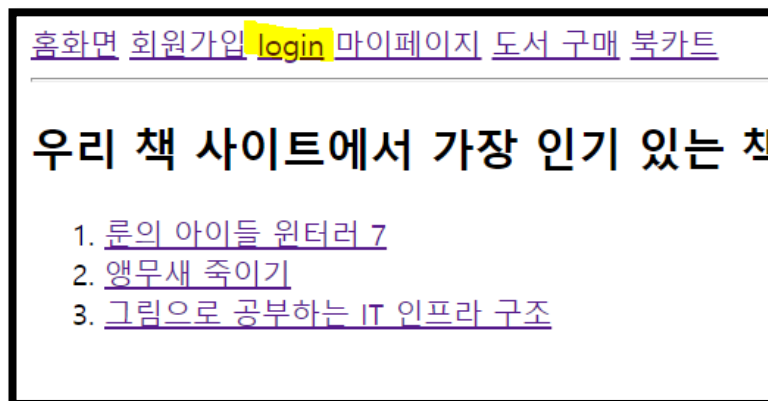 홈화면 회원가입 login 마이페이지 도서 구매 북카트
우리 책 사이트에서 가장 인기 있는 책
1. 룬의 아이들 윈터러 7
2. 앵무새 죽이기
3. 그림으로 공부하는 IT 인프라 구조